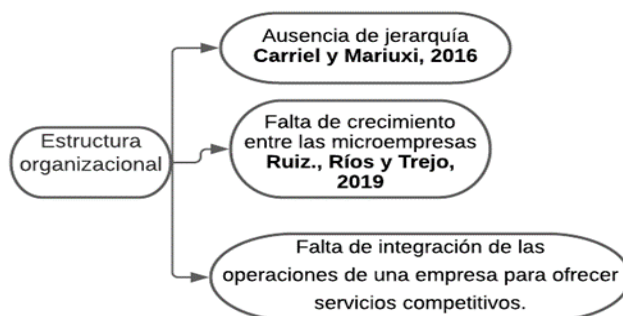 Ausencia de jerarquía
Carriel y Mariuxi, 2016
Estructura
organizacional
Falta de crecimiento
entre las microempresas
Ruiz., Ríos y Trejo,
2019
Falta de integración de las
operaciones de una empresa para ofrecer
servicios competitivos.